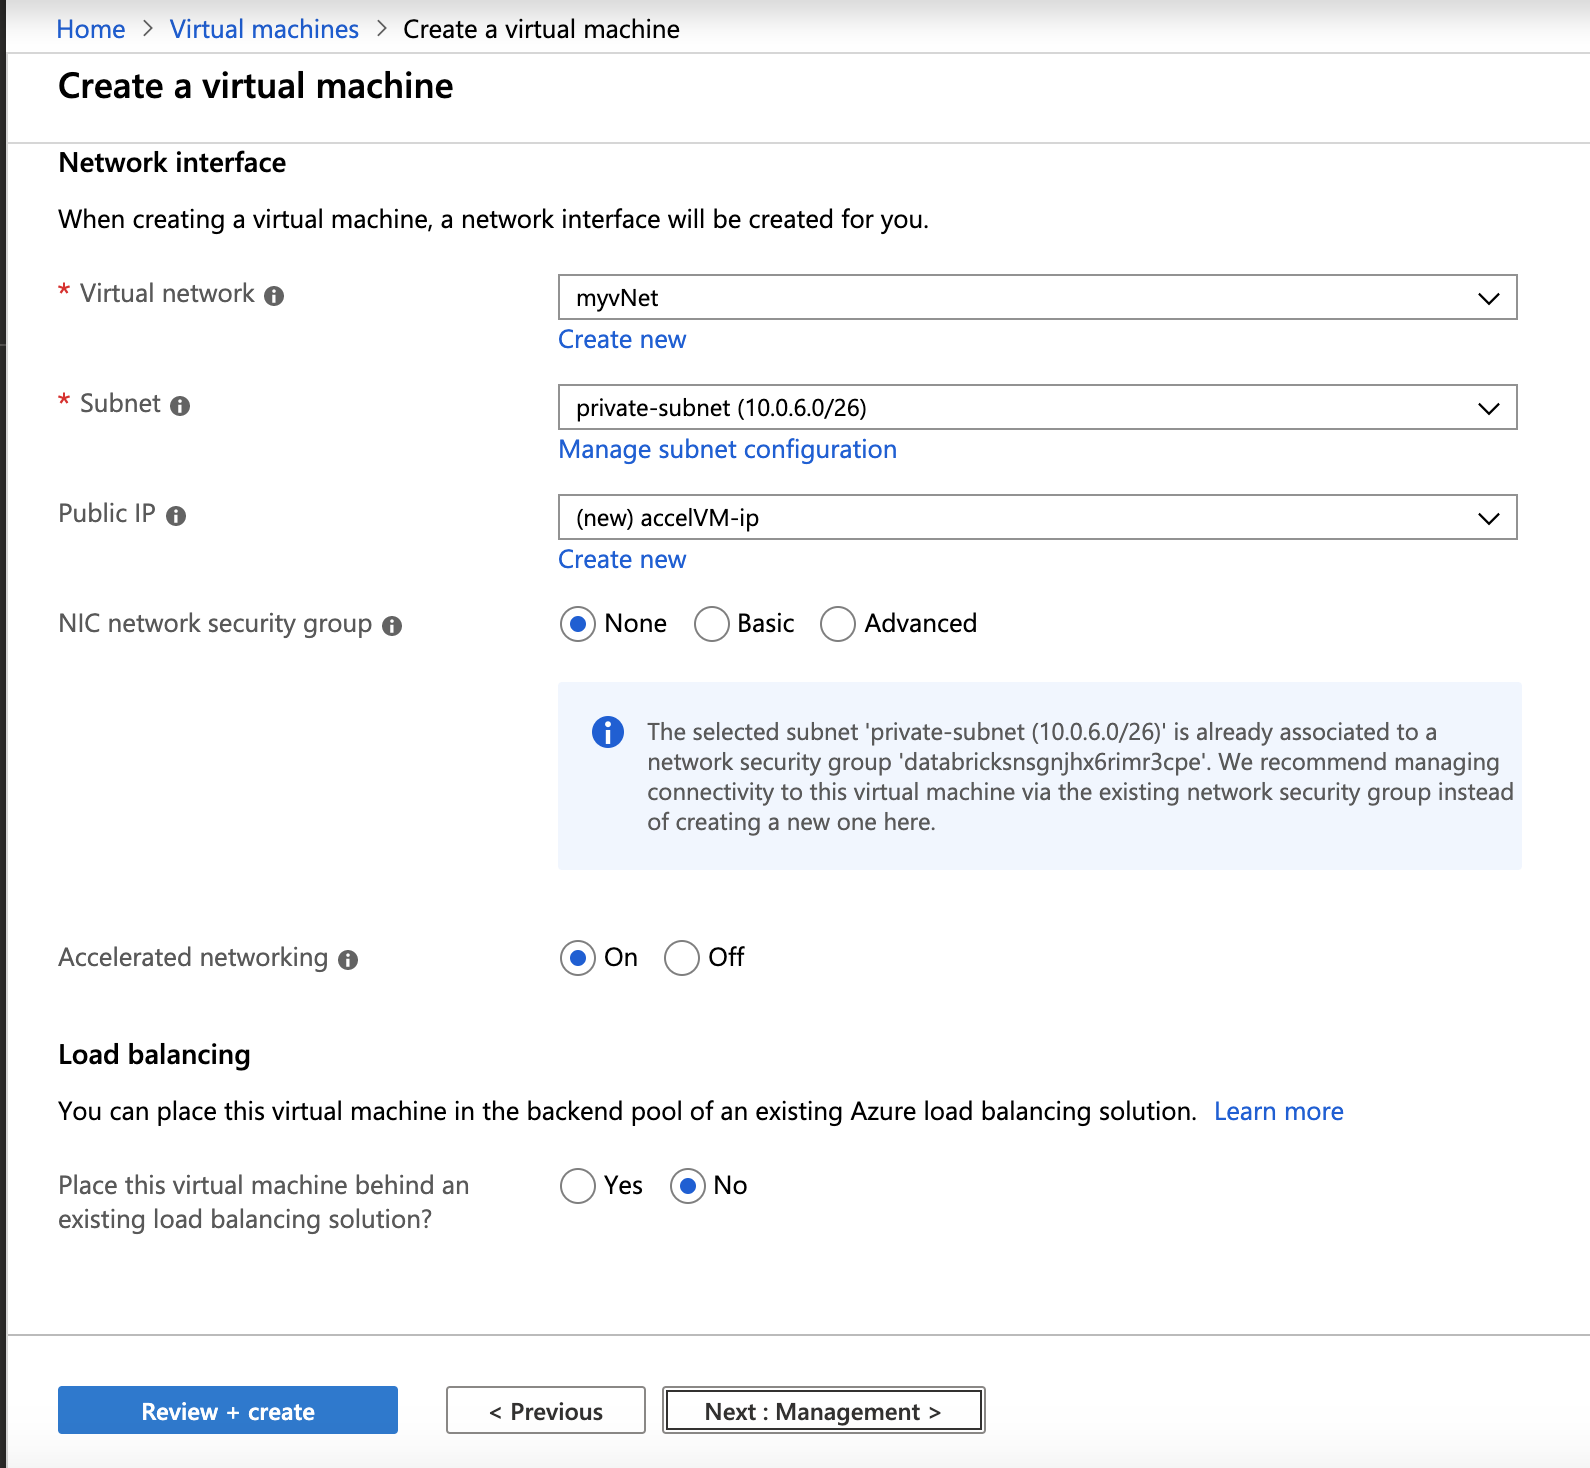 Home > Virtual machines > Create a virtual machine
Create a virtual machine
Network interface
When creating a virtual machine, a network interface will be created for you.
* Virtual network
myvNet
Create new
* Subnet
private-subnet (10.0.6.0/26)
Manage subnet configuration
Public IP
(new) accelVM-ip
Create new
NIC network security group
None Basic Advanced
The selected subnet 'private-subnet (10.0.6.0/26)' is already associated to a
network security group 'databricksnsgnjhx6rimr3cpe'. We recommend managing
connectivity to this virtual machine via the existing network security group instead
of creating a new one here.
Accelerated networking
On Off
Load balancing
You can place this virtual machine in the backend pool of an existing Azure load balancing solution. Learn more
Place this virtual machine behind an
existing load balancing solution?
Yes No
Review + create
< Previous
Next : Management >